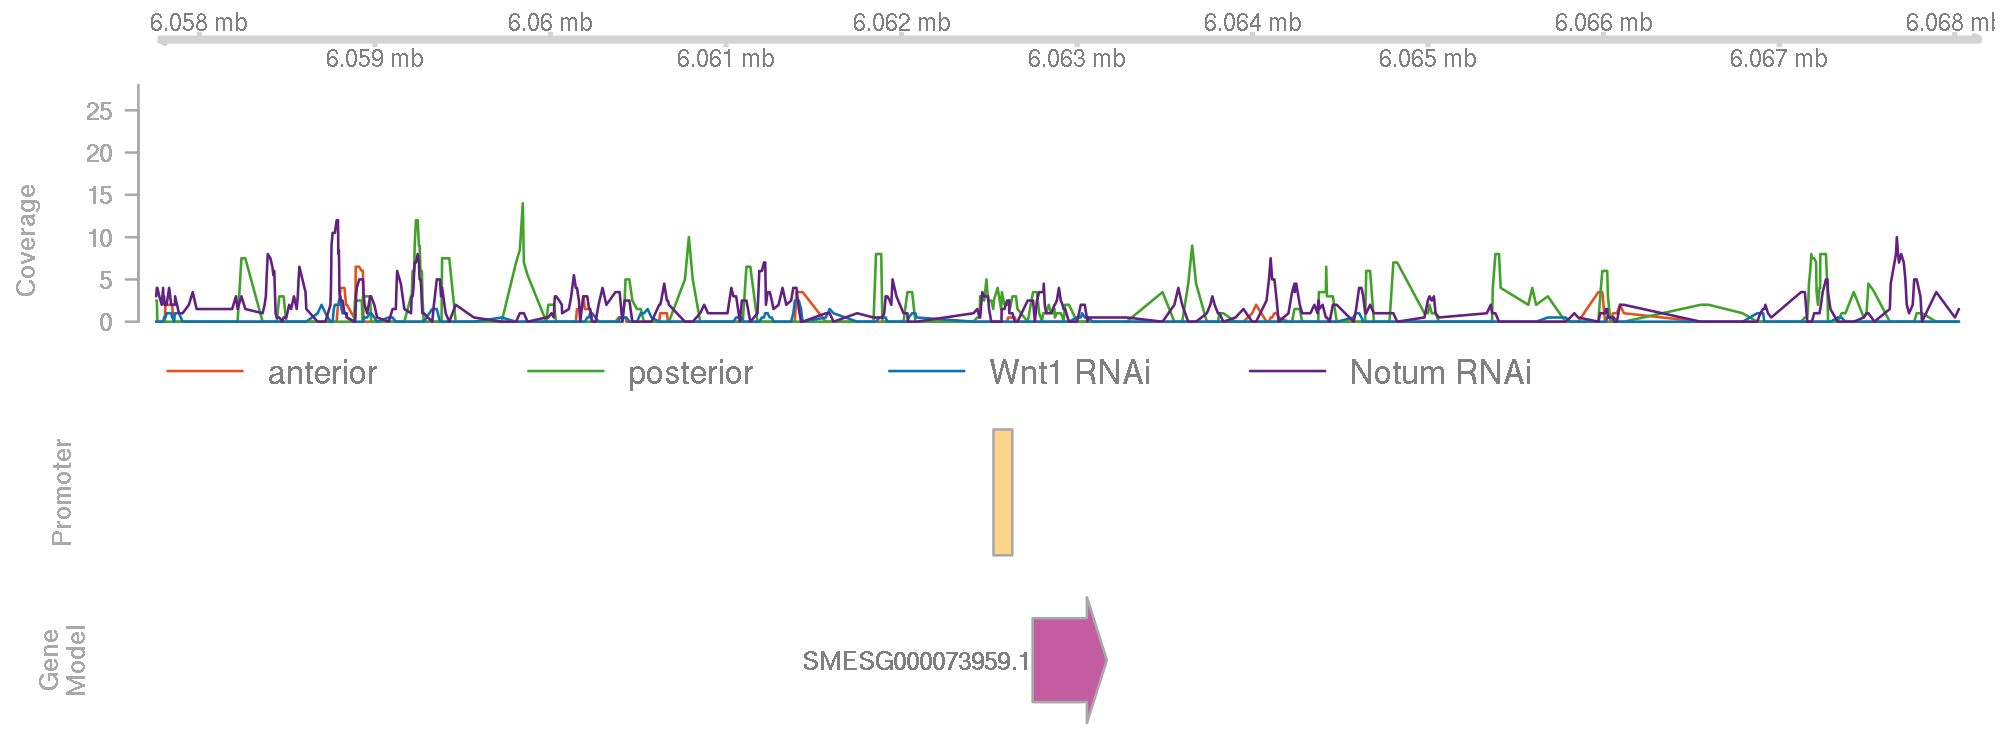 6.058 mb 6.06 mb 6.062 mb 6.064 mb 6.066 mb 6.068 mb
6.059 mb 6.061 mb 6.063 mb 6.065 mb 6.067 mb
Coverage
25
20
15
10
5
0
anterior posterior Wnt1 RNAi Notum RNAi
Promoter
Gene
Model
SMESG000073959.1